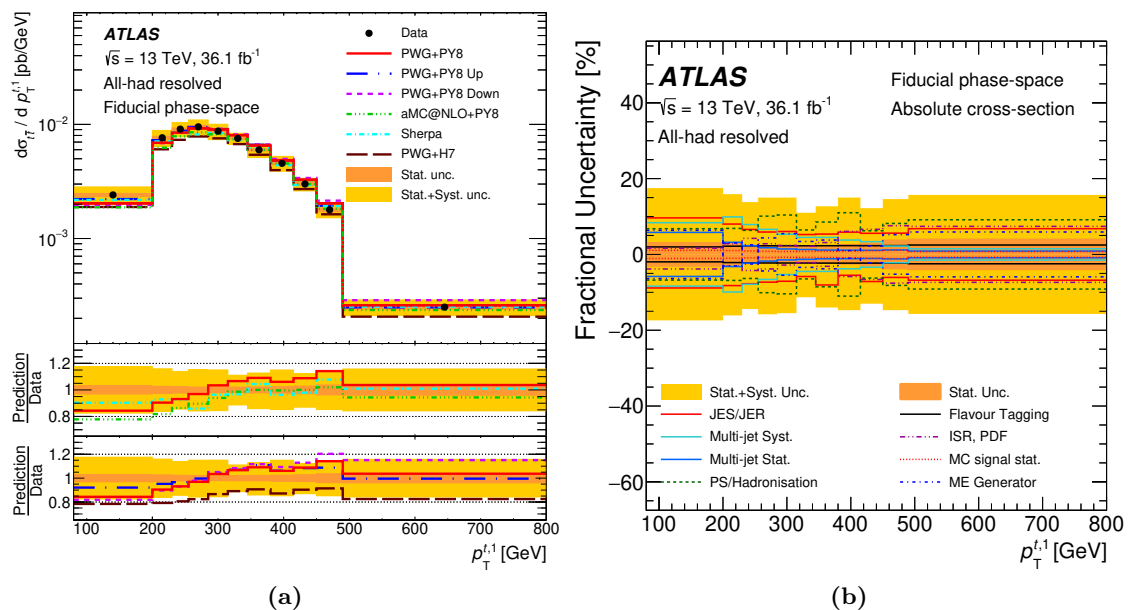 ATLAS
√s = 13 TeV, 36.1 fb⁻¹
All-had resolved
Fiducial phase-space
Data
PWG+PY8
PWG+PY8 Up
PWG+PY8 Down
aMC@NLO+PY8
Sherpa
PWG+H7
Stat. unc.
Stat.+Syst. unc.
dσ_{tt̄} / d p_T^{t,1} [pb/GeV]
10⁻²
10⁻³
Prediction
Data
1.2
1
0.8
Prediction
Data
1.2
1
0.8
100 200 300 400 500 600 700 800
p_T^{t,1} [GeV]
(a)
ATLAS
√s = 13 TeV, 36.1 fb⁻¹
All-had resolved
Fiducial phase-space
Absolute cross-section
Fractional Uncertainty [%]
60
40
20
0
−20
−40
−60
Stat.+Syst. Unc.
JES/JER
Multi-jet Syst.
Multi-jet Stat.
PS/Hadronisation
Stat. Unc.
Flavour Tagging
ISR, PDF
MC signal stat.
ME Generator
100 200 300 400 500 600 700 800
p_T^{t,1} [GeV]
(b)